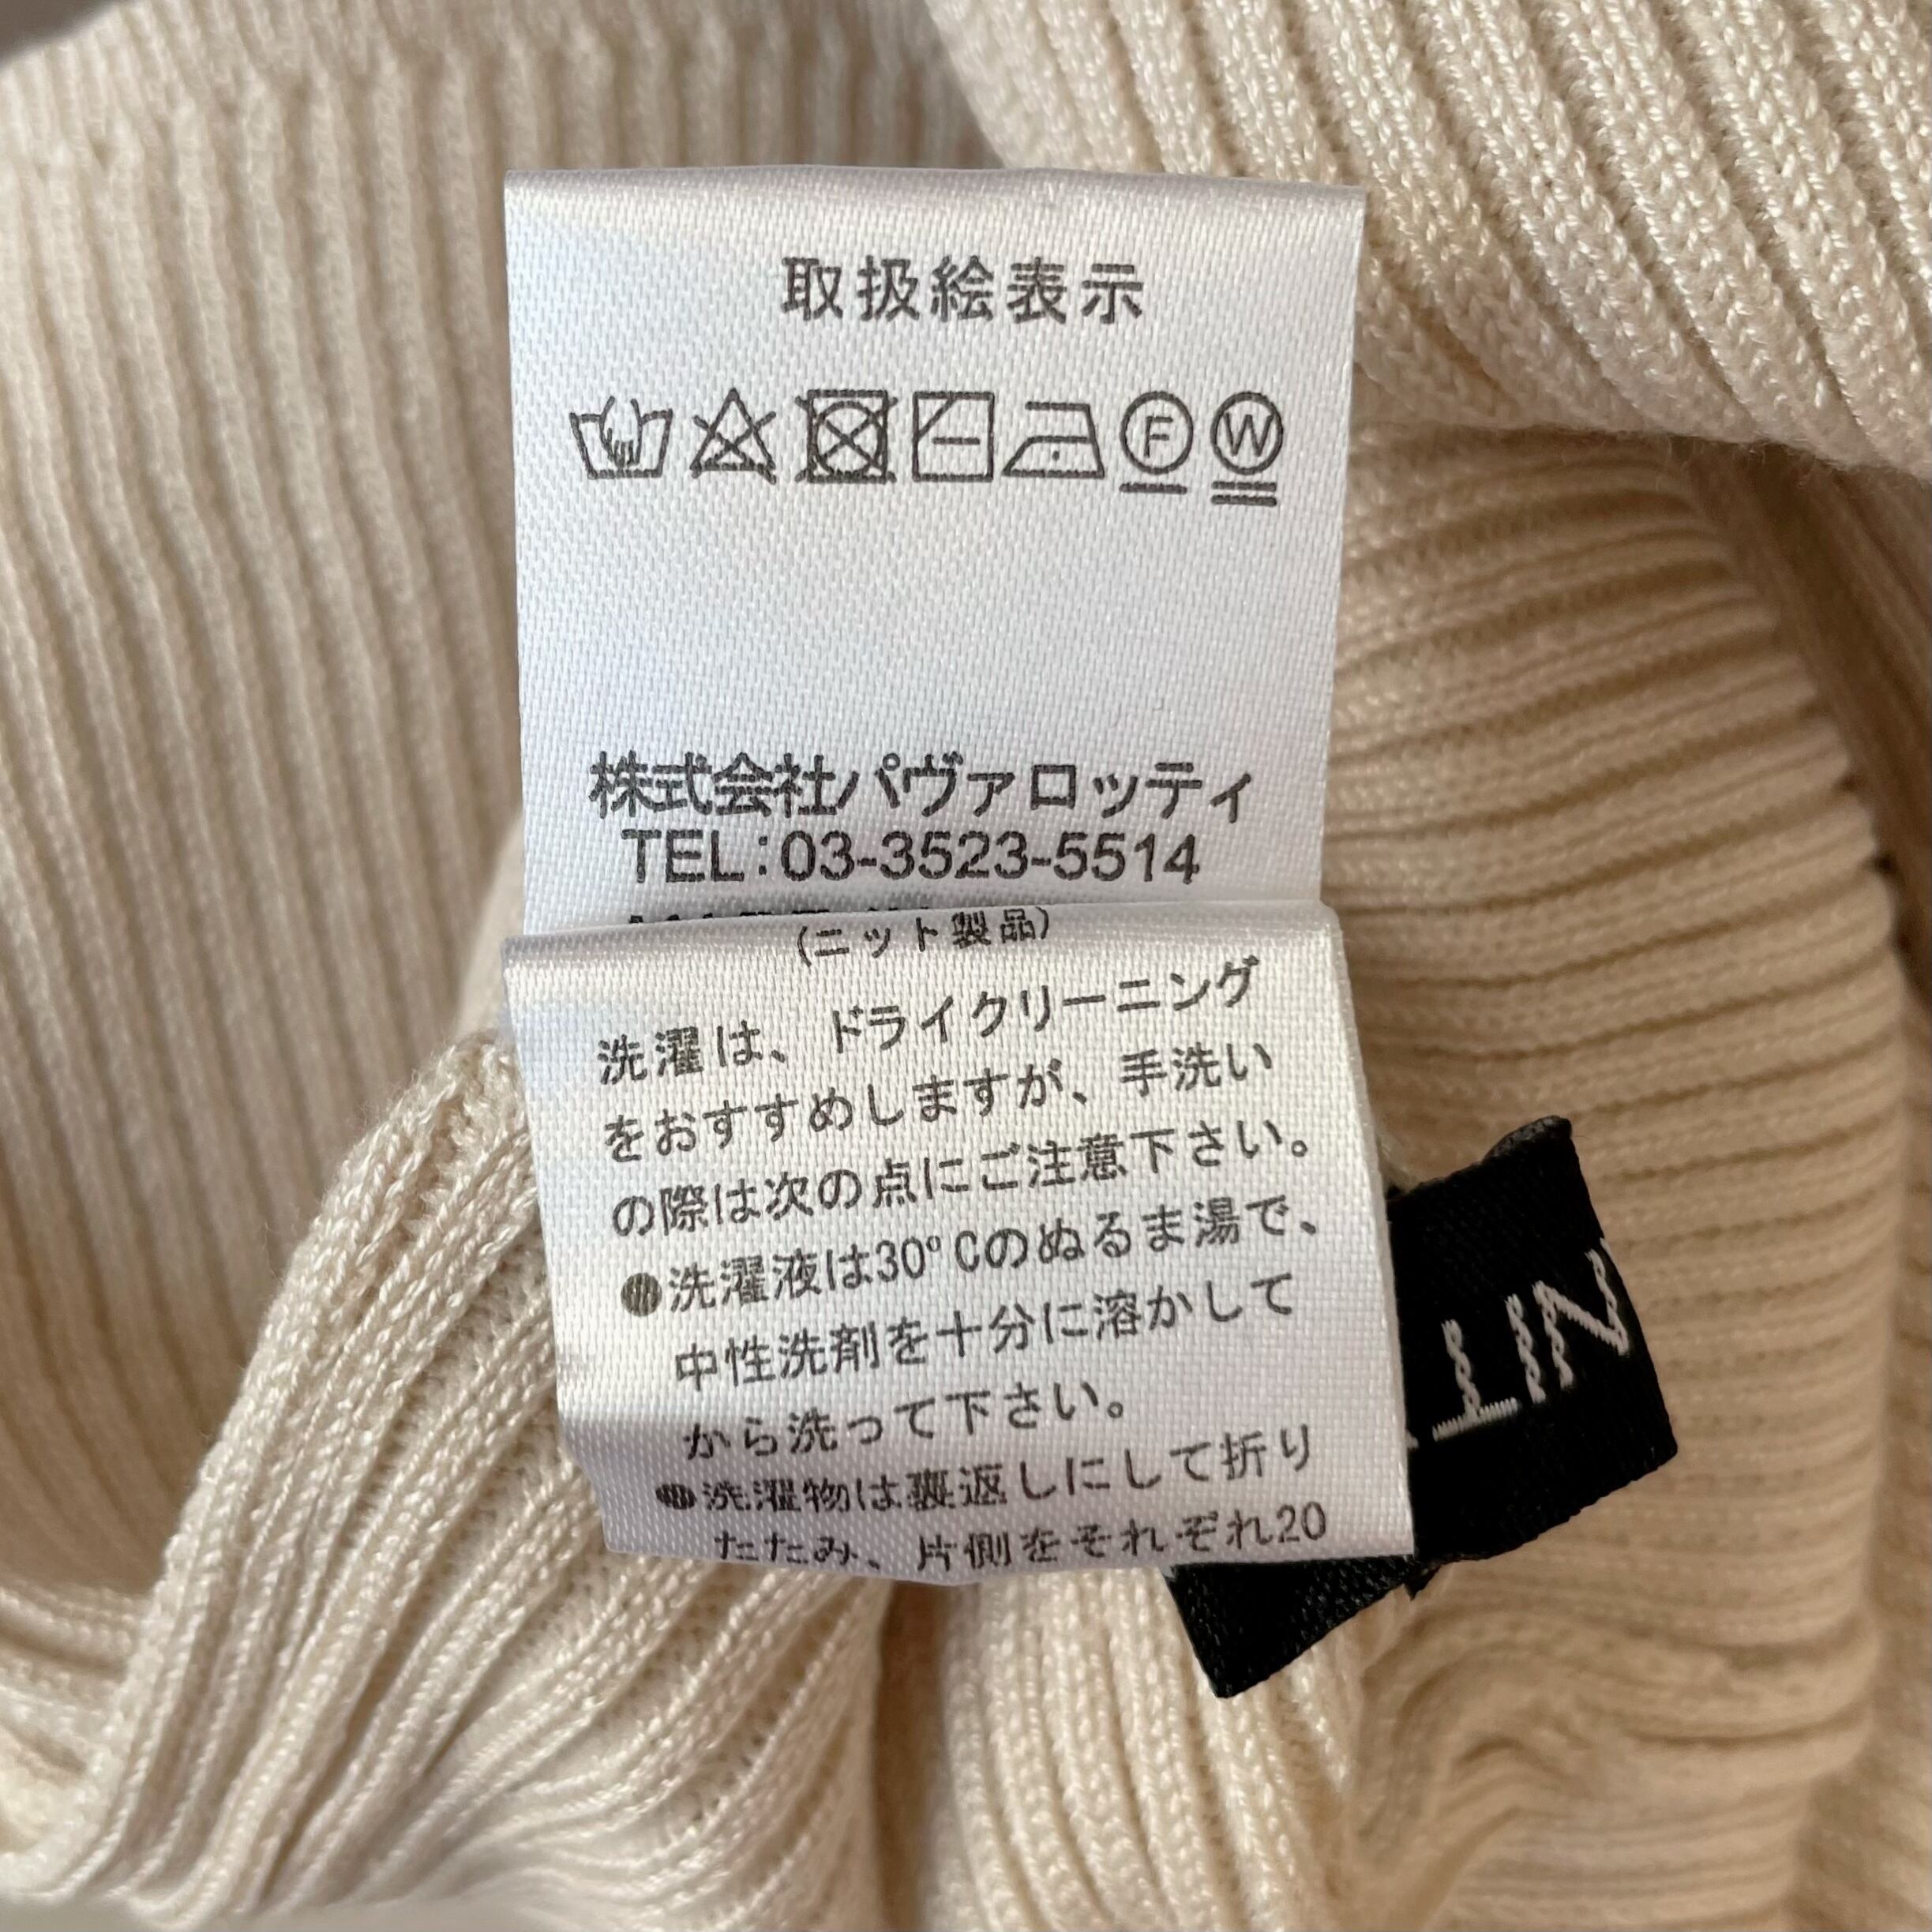 取扱絵表示
F W
株式会社パヴァロッティ
TEL:03-3523-5514
(ニット製品)
洗濯は、ドライクリーニング
をおすすめしますが、手洗い
の際は次の点にご注意下さい。
●洗濯液は30°Cのぬるま湯で、
中性洗剤を十分に溶かして
から洗って下さい。
●洗濯物は裏返しにして折り
たたみ、片側をそれぞれ20